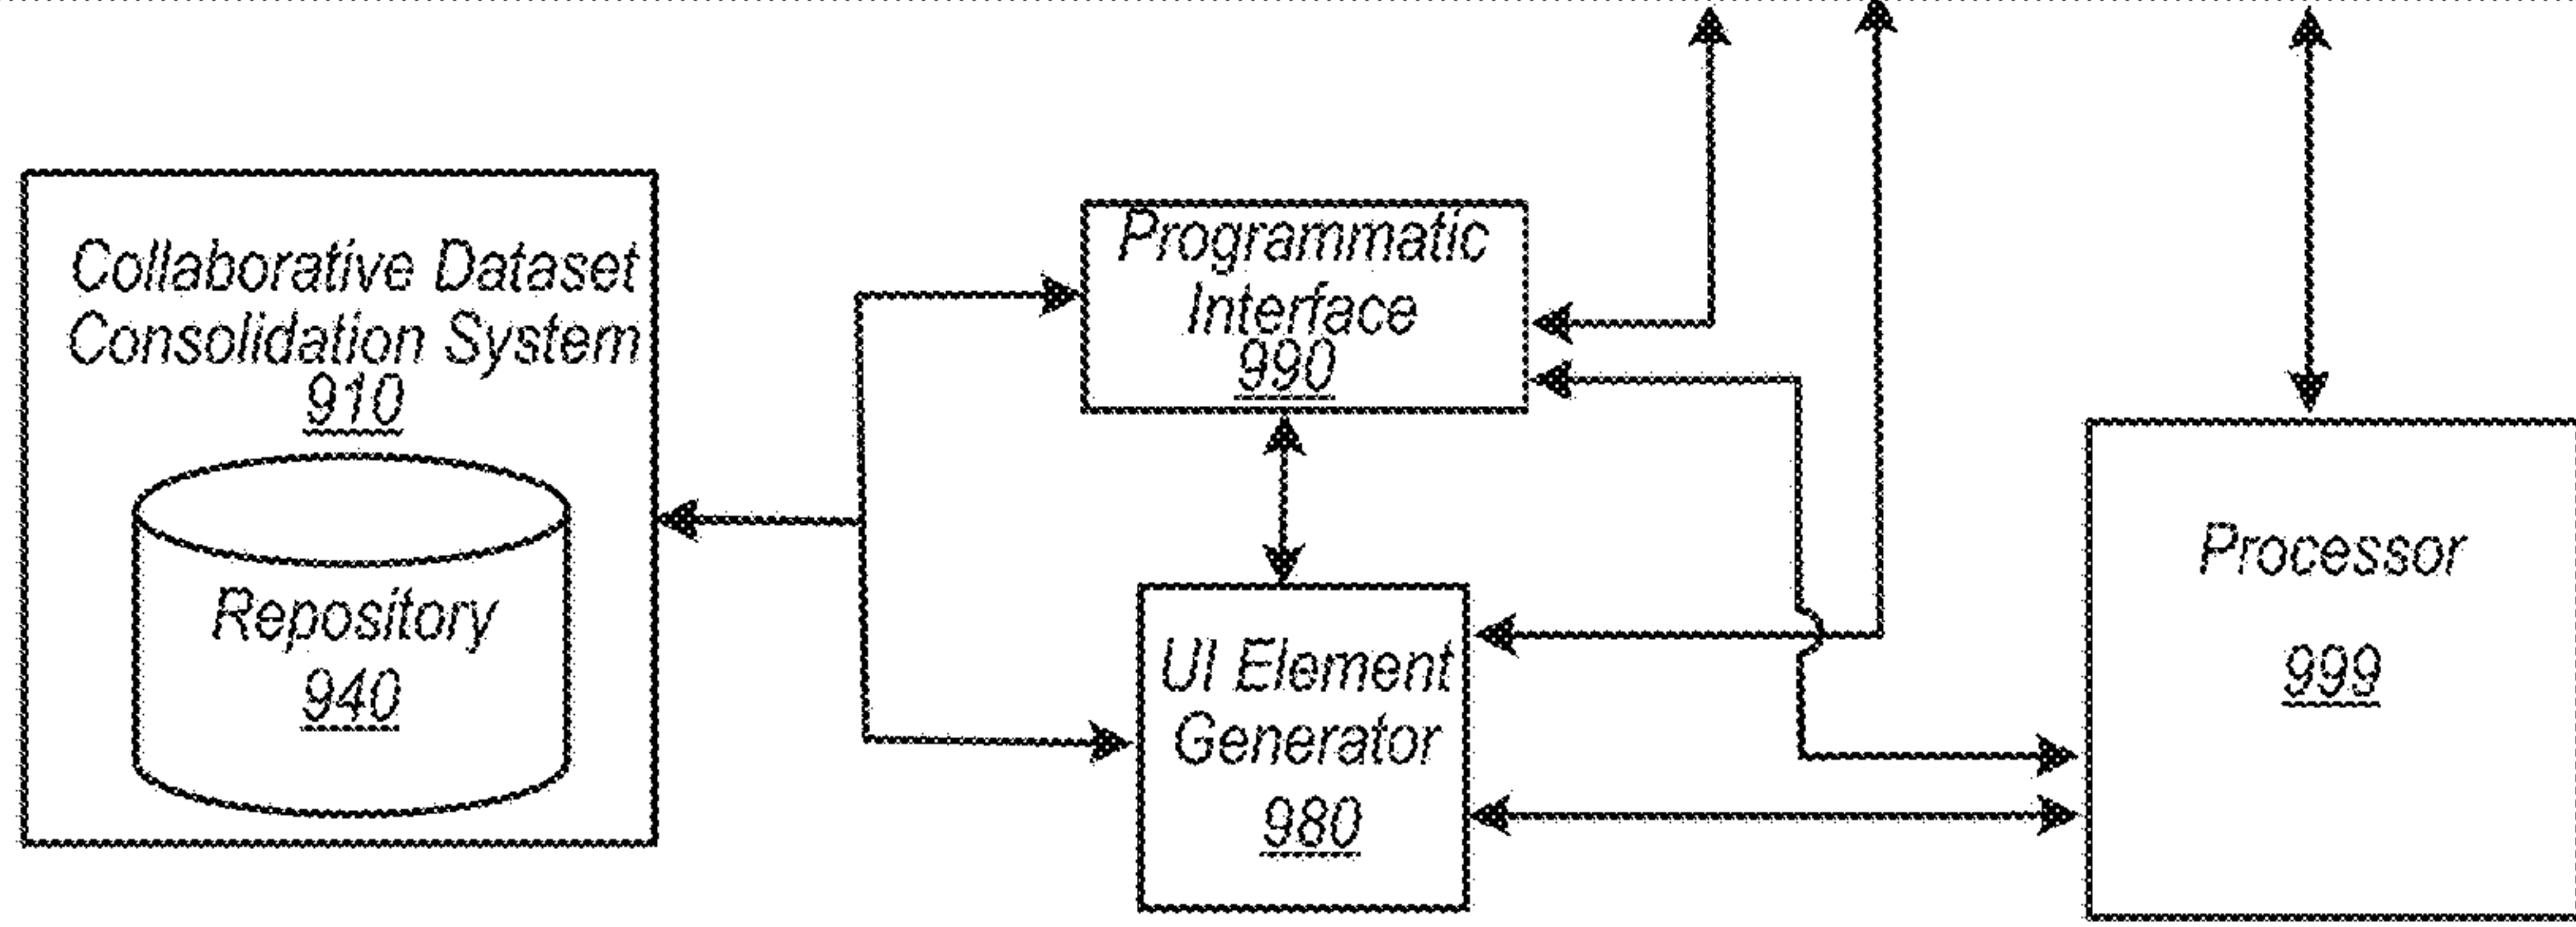 Collaborative Dataset
Consolidation System
910
Repository
940
Programmatic
Interface
990
UI Element
Generator
980
Processor
999